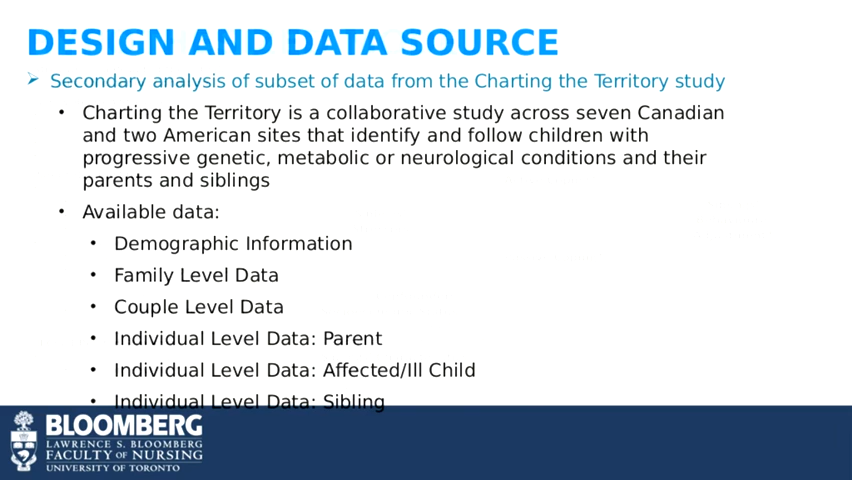 DESIGN AND DATA SOURCE
➢ Secondary analysis of subset of data from the Charting the Territory study
• Charting the Territory is a collaborative study across seven Canadian
and two American sites that identify and follow children with
progressive genetic, metabolic or neurological conditions and their
parents and siblings
• Available data:
• Demographic Information
• Family Level Data
• Couple Level Data
• Individual Level Data: Parent
• Individual Level Data: Affected/Ill Child
• Individual Level Data: Sibling
BLOOMBERG
LAWRENCE S. BLOOMBERG
FACULTY OF NURSING
UNIVERSITY OF TORONTO